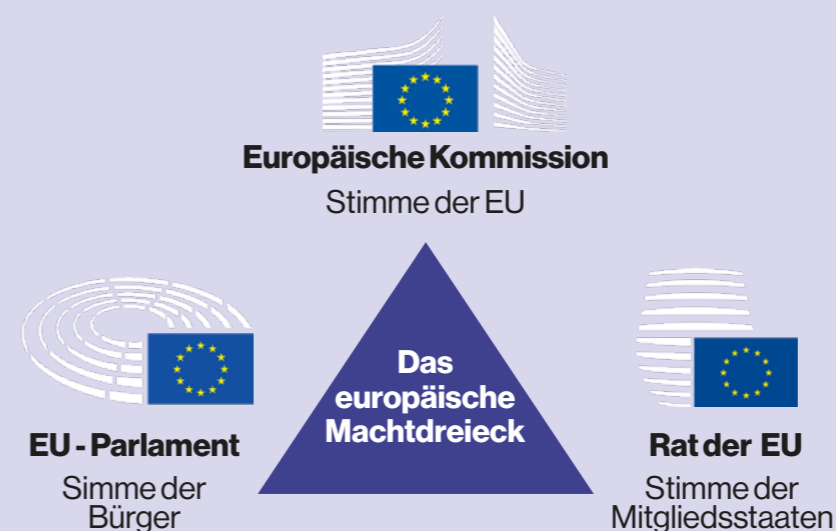 Europäische Kommission
Stimme der EU
Das
europäische
Machtdreieck
EU - Parlament
Simme der
Bürger
Rat der EU
Stimme der
Mitgliedsstaaten